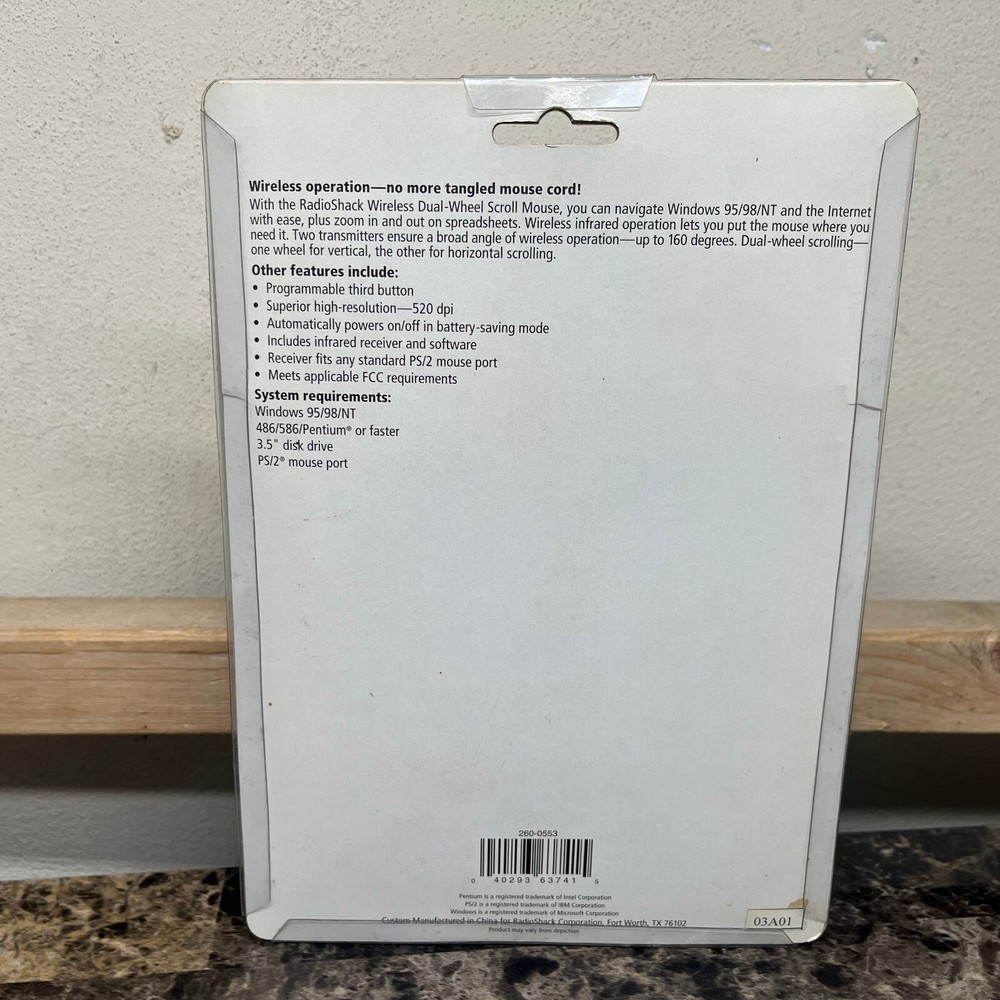 Wireless operation—no more tangled mouse cord!
With the RadioShack Wireless Dual-Wheel Scroll Mouse, you can navigate Windows 95/98/NT and the Internet
with ease, plus zoom in and out on spreadsheets. Wireless infrared operation lets you put the mouse where you
need it. Two transmitters ensure a broad angle of wireless operation—up to 160 degrees. Dual-wheel scrolling—
one wheel for vertical, the other for horizontal scrolling.
Other features include:
• Programmable third button
• Superior high-resolution—520 dpi
• Automatically powers on/off in battery-saving mode
• Includes infrared receiver and software
• Receiver fits any standard PS/2 mouse port
• Meets applicable FCC requirements
System requirements:
Windows 95/98/NT
486/586/Pentium® or faster
3.5" disk drive
PS/2® mouse port
260-0553
0 40293 63741 5
Pentium is a registered trademark of Intel Corporation
PS/2 is a registered trademark of IBM Corporation
Windows is a registered trademark of Microsoft Corporation
Custom Manufactured in China for RadioShack Corporation, Fort Worth, TX 76102
Product may vary from depiction
03A01